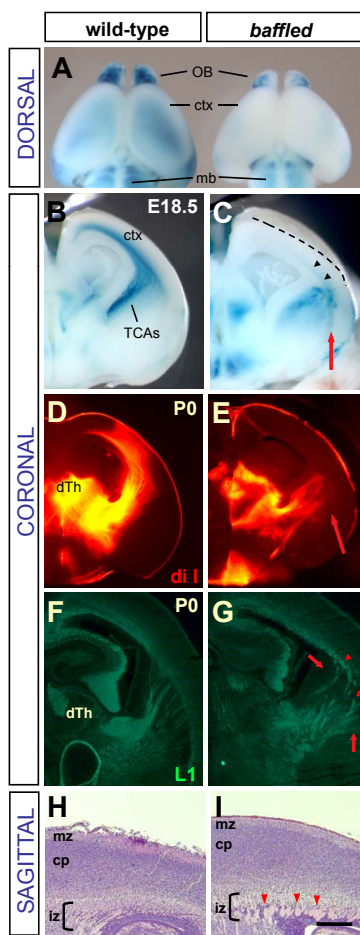 wild-type baffled
DORSAL
A
OB
ctx
mb
CORONAL
B E18.5 C
ctx
TCAs
D P0 E
dTh
di I
F P0 G
dTh
L1
SAGITTAL
H I
mz mz
cp cp
iz iz